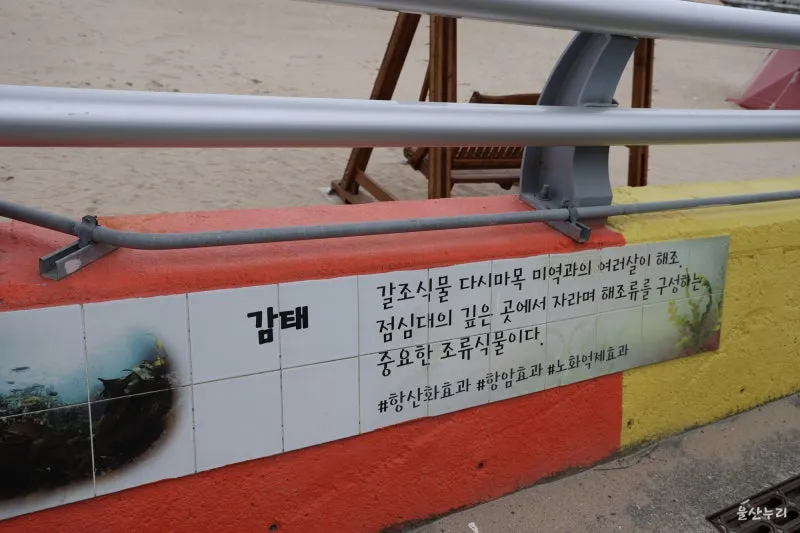 감태
갈조식물 다시마목 미역과의 여러살이 해조.
점심대의 깊은 곳에서 자라며 해조류를 구성하는
중요한 조류식물이다.
#항산화효과 #항암효과 #노화억제효과
울산누리